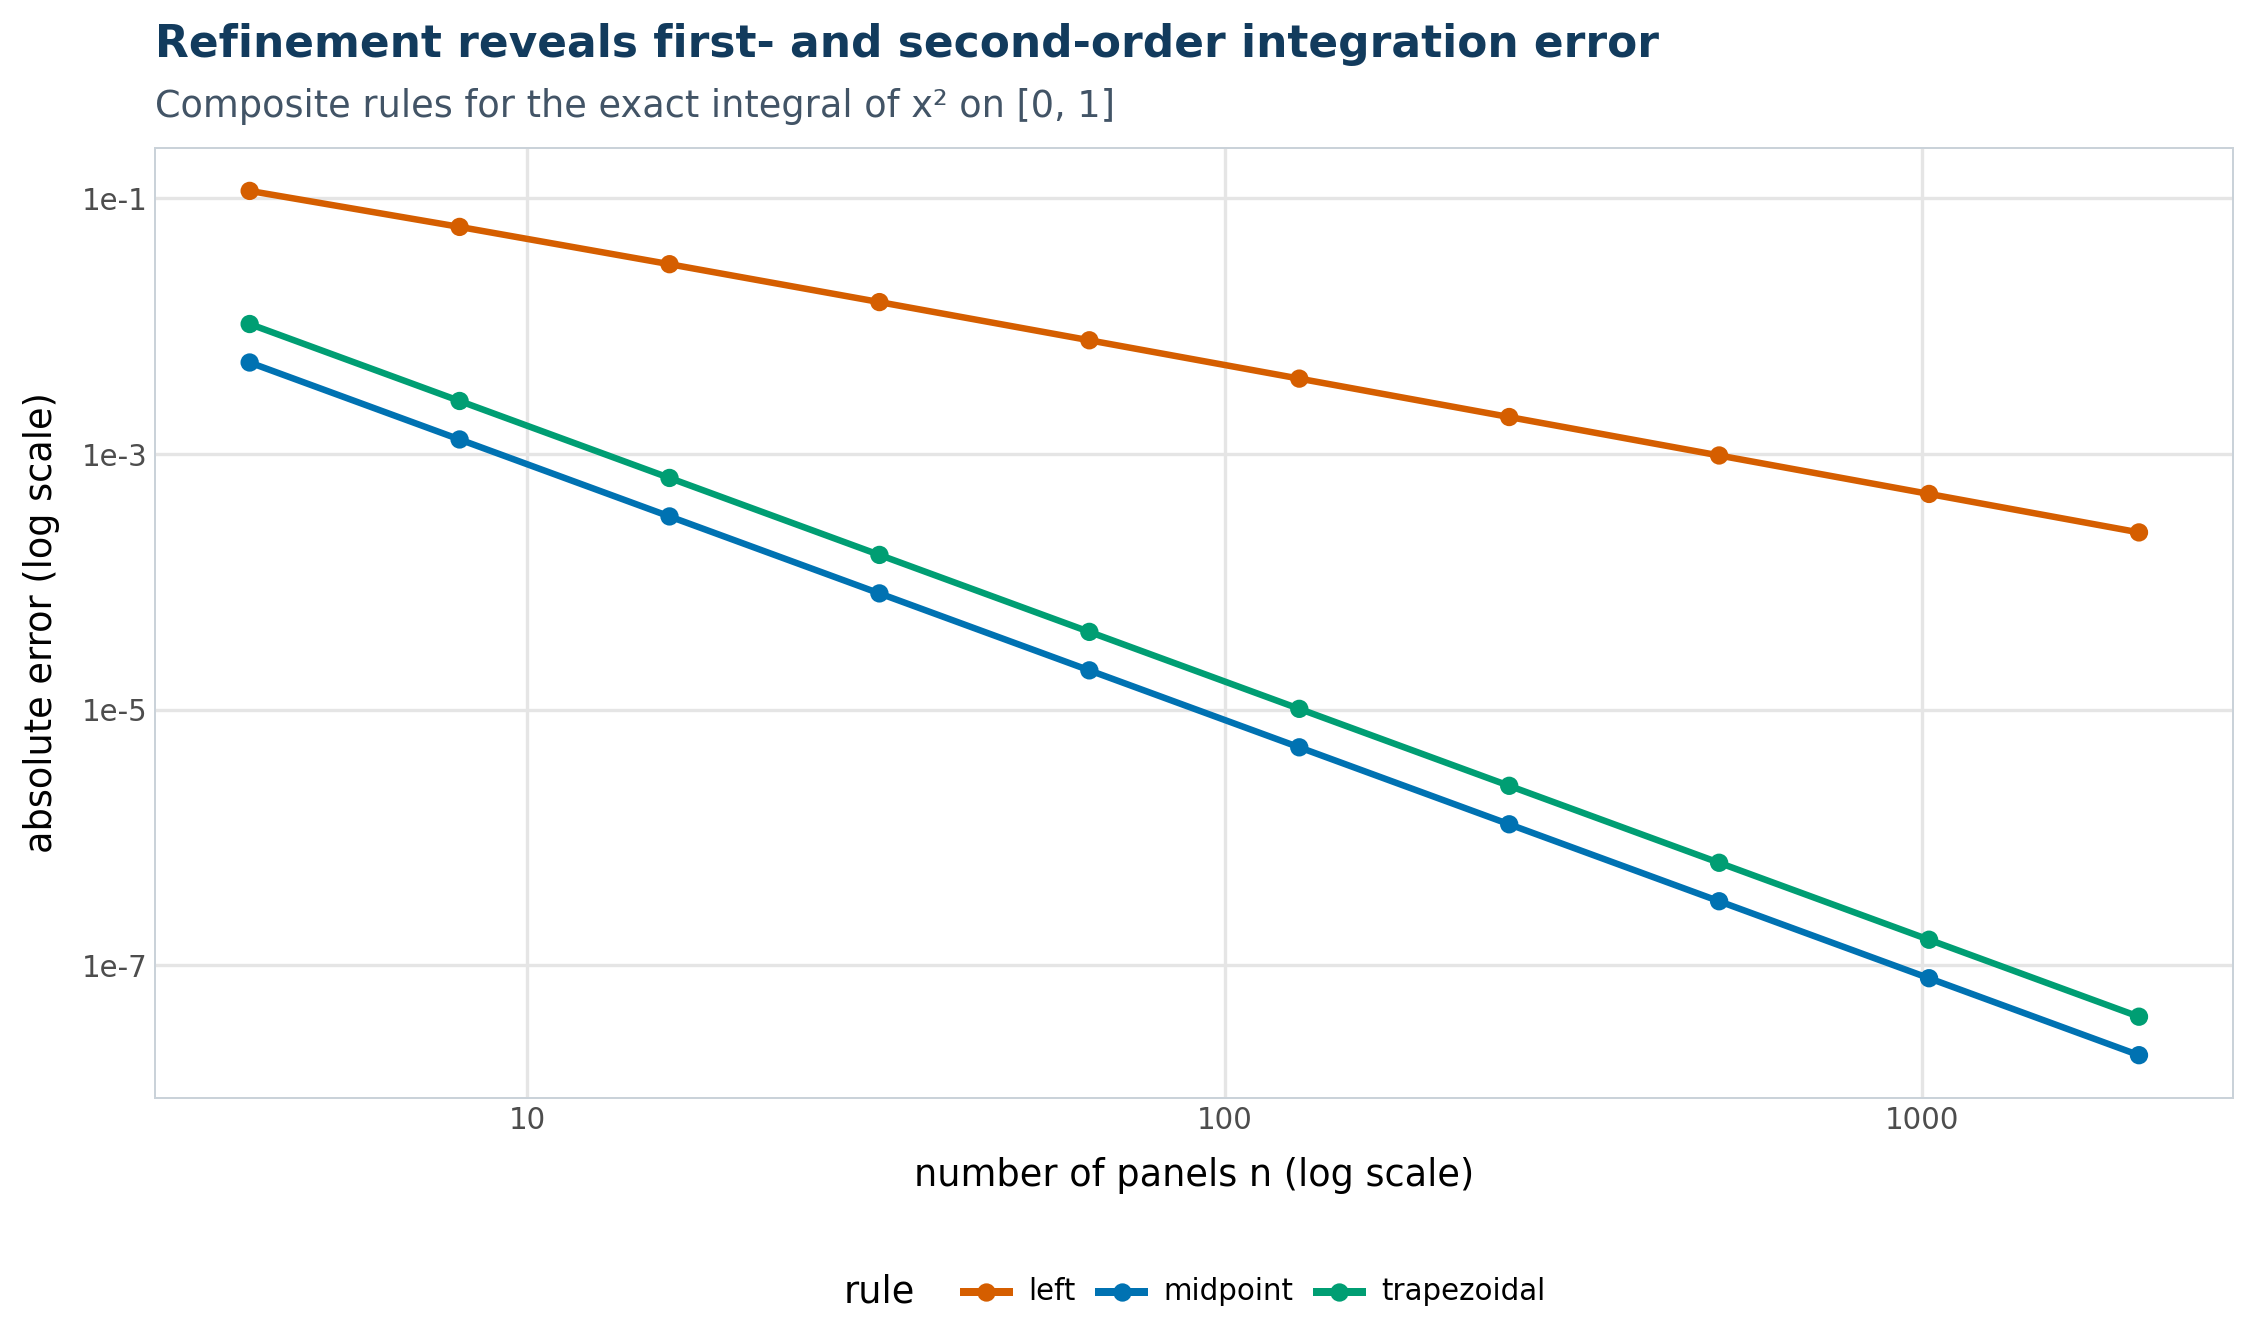 Refinement reveals first- and second-order integration error
Composite rules for the exact integral of x² on [0, 1]
absolute error (log scale)
1e-1
1e-3
1e-5
1e-7
10 100 1000
number of panels n (log scale)
rule left midpoint trapezoidal